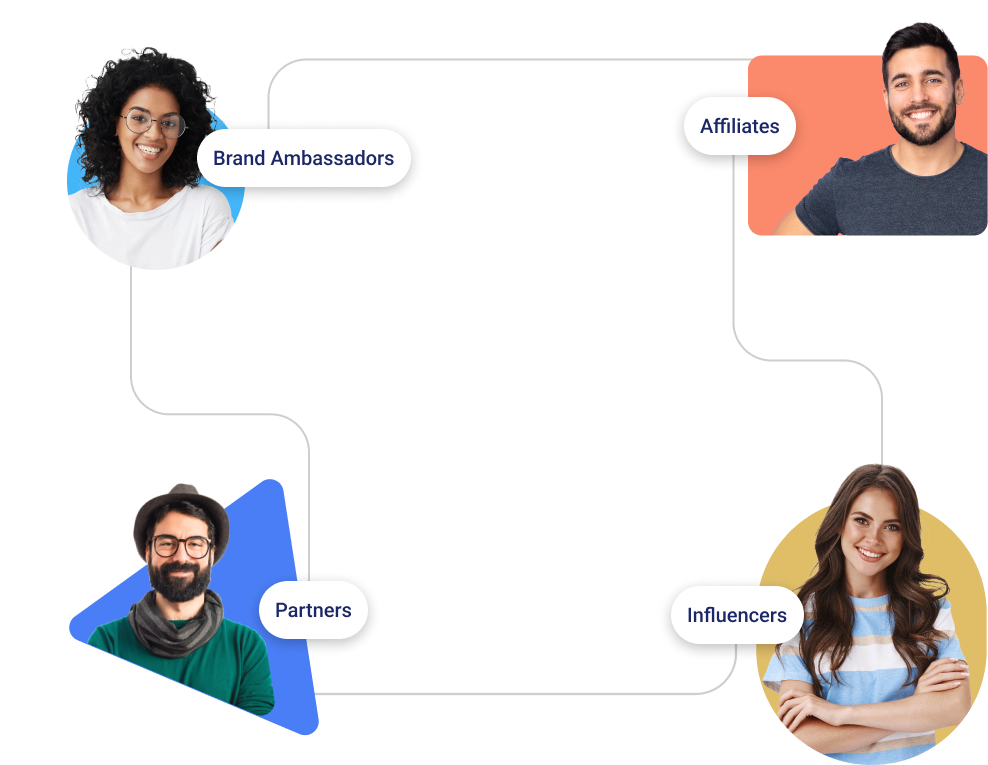 Brand Ambassadors
Affiliates
Partners
Influencers